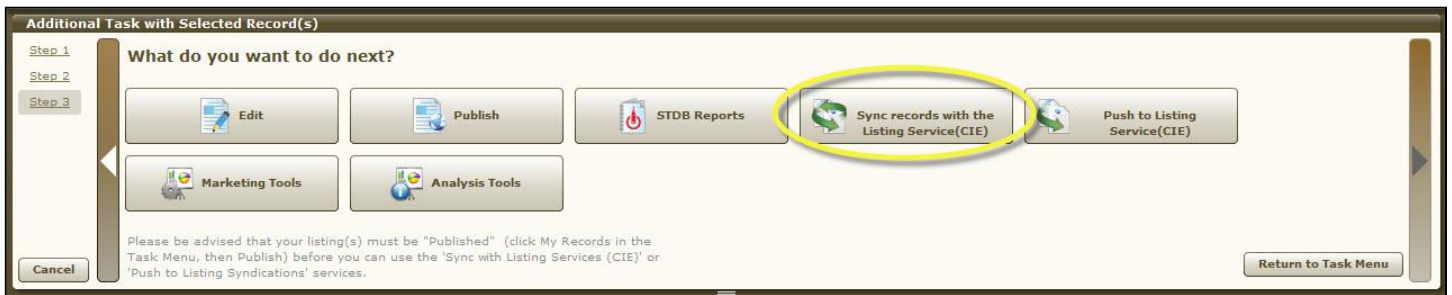 Additional Task with Selected Record(s)
Step 1
Step 2
Step 3
What do you want to do next?
Edit
Publish
STDB Reports
Sync records with the
Listing Service(CIE)
Push to Listing
Service(CIE)
Marketing Tools
Analysis Tools
Please be advised that your listing(s) must be "Published" (click My Records in the
Task Menu, then Publish) before you can use the 'Sync with Listing Services (CIE)' or
'Push to Listing Syndications' services.
Cancel
Return to Task Menu